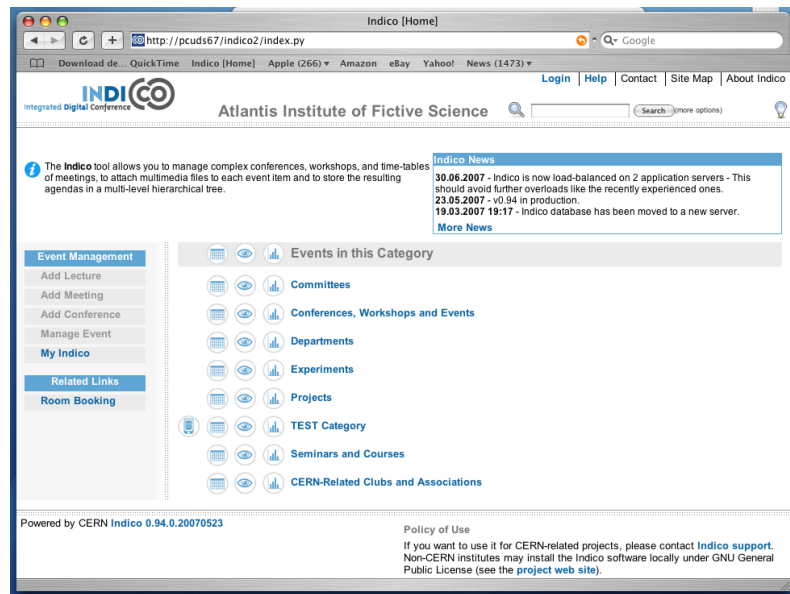 Indico [Home]
http://pcuds67/indico2/index.py
Google
Download de... QuickTime Indico [Home] Apple (266) ▾ Amazon eBay Yahoo! News (1473) ▾
Login | Help | Contact | Site Map | About Indico
INDICO
Integrated Digital Conference
Atlantis Institute of Fictive Science
Search (more options)
The Indico tool allows you to manage complex conferences, workshops, and time-tables
of meetings, to attach multimedia files to each event item and to store the resulting
agendas in a multi-level hierarchical tree.
Indico News
30.06.2007 - Indico is now load-balanced on 2 application servers - This
should avoid further overloads like the recently experienced ones.
23.05.2007 - v0.94 in production.
19.03.2007 19:17 - Indico database has been moved to a new server.
More News
Event Management
Add Lecture
Add Meeting
Add Conference
Manage Event
My Indico
Related Links
Room Booking
Events in this Category
Committees
Conferences, Workshops and Events
Departments
Experiments
Projects
TEST Category
Seminars and Courses
CERN-Related Clubs and Associations
Powered by CERN Indico 0.94.0.20070523
Policy of Use
If you want to use it for CERN-related projects, please contact Indico support.
Non-CERN institutes may install the Indico software locally under GNU General
Public License (see the project web site).